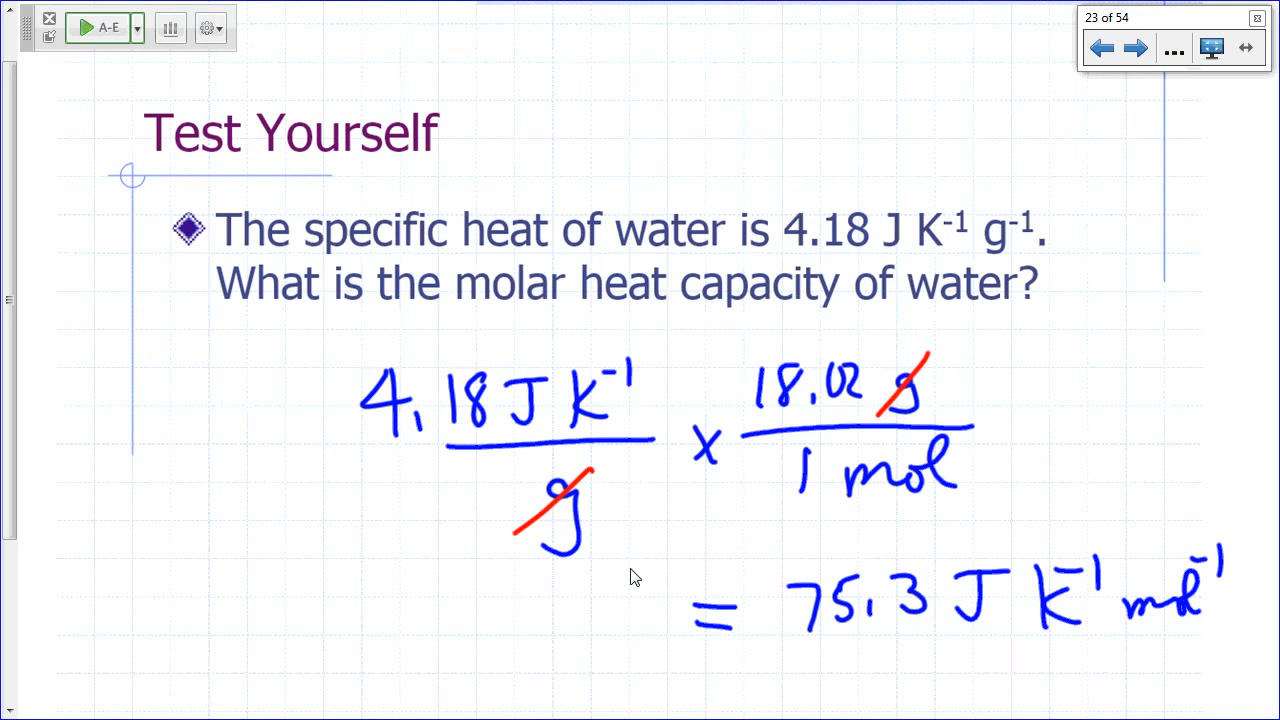 A-E
23 of 54
...
Test Yourself
The specific heat of water is 4.18 J K⁻¹ g⁻¹.
What is the molar heat capacity of water?
4.18 J K⁻¹ × 18.02 g
g 1 mol
= 75.3 J K⁻¹ mol⁻¹